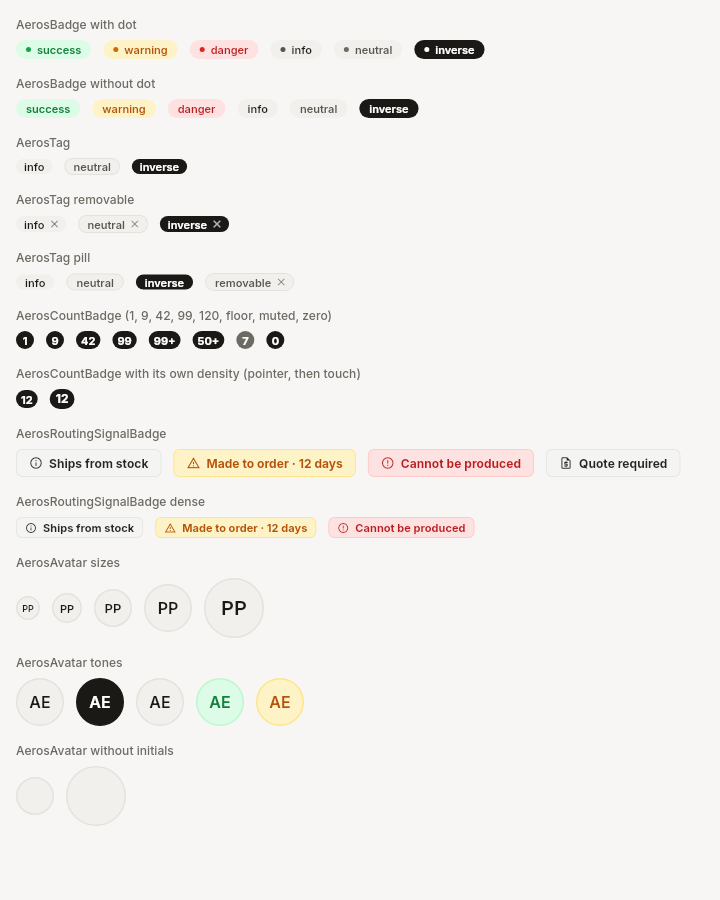 AerosBadge with dot
success warning danger info neutral inverse
AerosBadge without dot
success warning danger info neutral inverse
AerosTag
info neutral inverse
AerosTag removable
info × neutral × inverse ×
AerosTag pill
info neutral inverse removable ×
AerosCountBadge (1, 9, 42, 99, 120, floor, muted, zero)
1 9 42 99 99+ 50+ 7 0
AerosCountBadge with its own density (pointer, then touch)
12 12
AerosRoutingSignalBadge
Ships from stock Made to order · 12 days Cannot be produced Quote required
AerosRoutingSignalBadge dense
Ships from stock Made to order · 12 days Cannot be produced
AerosAvatar sizes
PP PP PP PP PP
AerosAvatar tones
AE AE AE AE AE
AerosAvatar without initials